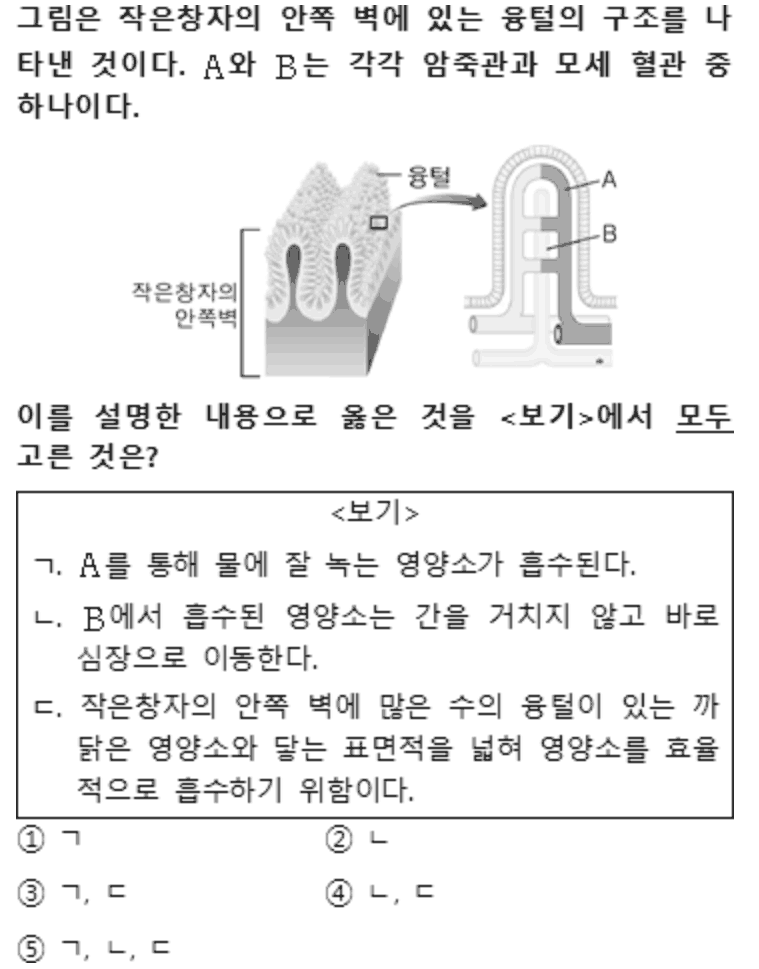 그림은 작은창자의 안쪽 벽에 있는 융털의 구조를 나
타낸 것이다. A와 B는 각각 암죽관과 모세 혈관 중
하나이다.
융털
A
B
작은창자의
안쪽벽
이를 설명한 내용으로 옳은 것을 <보기>에서 모두
고른 것은?
<보기>
ㄱ. A를 통해 물에 잘 녹는 영양소가 흡수된다.
ㄴ. B에서 흡수된 영양소는 간을 거치지 않고 바로
심장으로 이동한다.
ㄷ. 작은창자의 안쪽 벽에 많은 수의 융털이 있는 까
닭은 영양소와 닿는 표면적을 넓혀 영양소를 효율
적으로 흡수하기 위함이다.
① ㄱ ② ㄴ
③ ㄱ, ㄷ ④ ㄴ, ㄷ
⑤ ㄱ, ㄴ, ㄷ